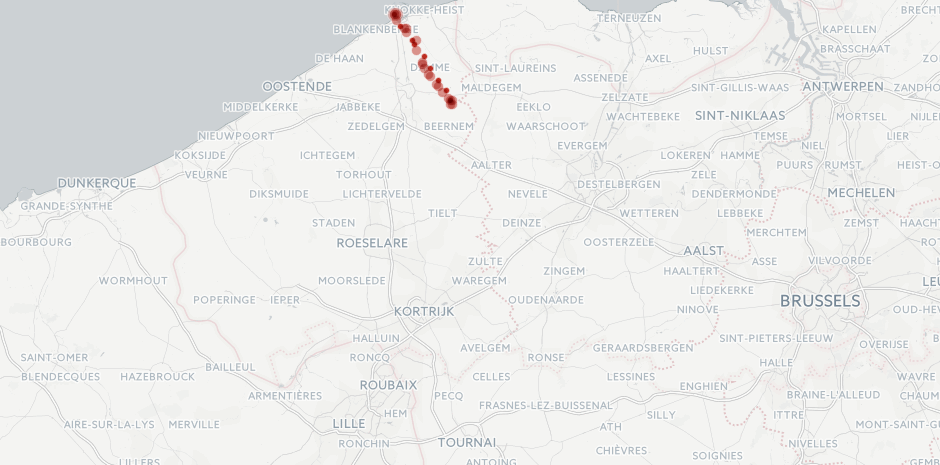 KNOKKE-HEIST
TERNEUZEN
BRECHT
BLANKENBERGE
KAPELLEN
BRASSCHAAT
DE HAAN
AXEL
HULST
DAMME
SINT-LAUREINS
ASSENEDE
OOSTENDE
MALDEGEM
SINT-GILLIS-WAAS
ANTWERPEN
ZANDHO
ZELZATE
MIDDELKERKE
JABBEKE
EEKLO
WACHTEBEKE
SINT-NIKLAAS
MORTSEL
NIJLE
ZEDELGEM
BEERNEM
WAARSCHOOT
NIEUWPOORT
TEMSE
LIER
EVERGEM
NIEL
KOKSIJDE
ICHTEGEM
LOKEREN
HAMME
AALTER
PUURS
RUMST
HEIST-O
VEURNE
TORHOUT
ZELE
DUNKERQUE
DESTELBERGEN
DIKSMUIDE
LICHTERVELDE
NEVELE
DENDERMONDE
MECHELEN
GRANDE-SYNTHE
TIELT
WETTEREN
LEBBEKE
STADEN
DEINZE
ZEMST
HAACHT
MERCHTEM
BOURBOURG
ROESELARE
OOSTERZELE
ROT
AALST
ZULTE
ASSE
VILVOORDE
ZINGEM
HAALTERT
WORMHOUT
MOORSLEDE
WAREGEM
LEU
LIEDEKERKE
POPERINGE
IEPER
OUDENAARDE
BRUSSELS
KORTRIJK
NINOVE
OUD-HEV
HALLUIN
SINT-PIETERS-LEEUW
AVELGEM
GERAARDSBERGEN
OVERIJSE
B
SAINT-OMER
RONCQ
RONSE
HALLE
BAILLEUL
BLENDECQUES
HAZEBROUCK
CELLES
LESSINES
WAVRE
ROUBAIX
ENGHIEN
ARMENTIÈRES
PECQ
BRAINE-L'ALLEUD
CHAUM
FRASNES-LEZ-BUISSENAL
HEM
SILLY
ITTRE
AIRE-SUR-LA-LYS
MERVILLE
LILLE
ATH
MONT-SAINT-GU
RONCHIN
TOURNAI
NIVELLES
CHIÈVRES
SOIGNIES
LILLERS
ANTOING
GEMB